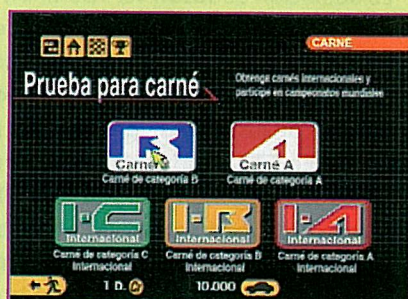 CARNÉ
Prueba para carné
Obtenga carnés internacionales y
participe en campeonatos mundiales
B
A
Carné B
Carné A
Carné de categoría B
Carné de categoría A
I-C
I-B
I-A
Internacional
Internacional
Internacional
Carné de categoría C
Internacional
Carné de categoría B
Internacional
Carné de categoría A
Internacional
1 D.
10.000